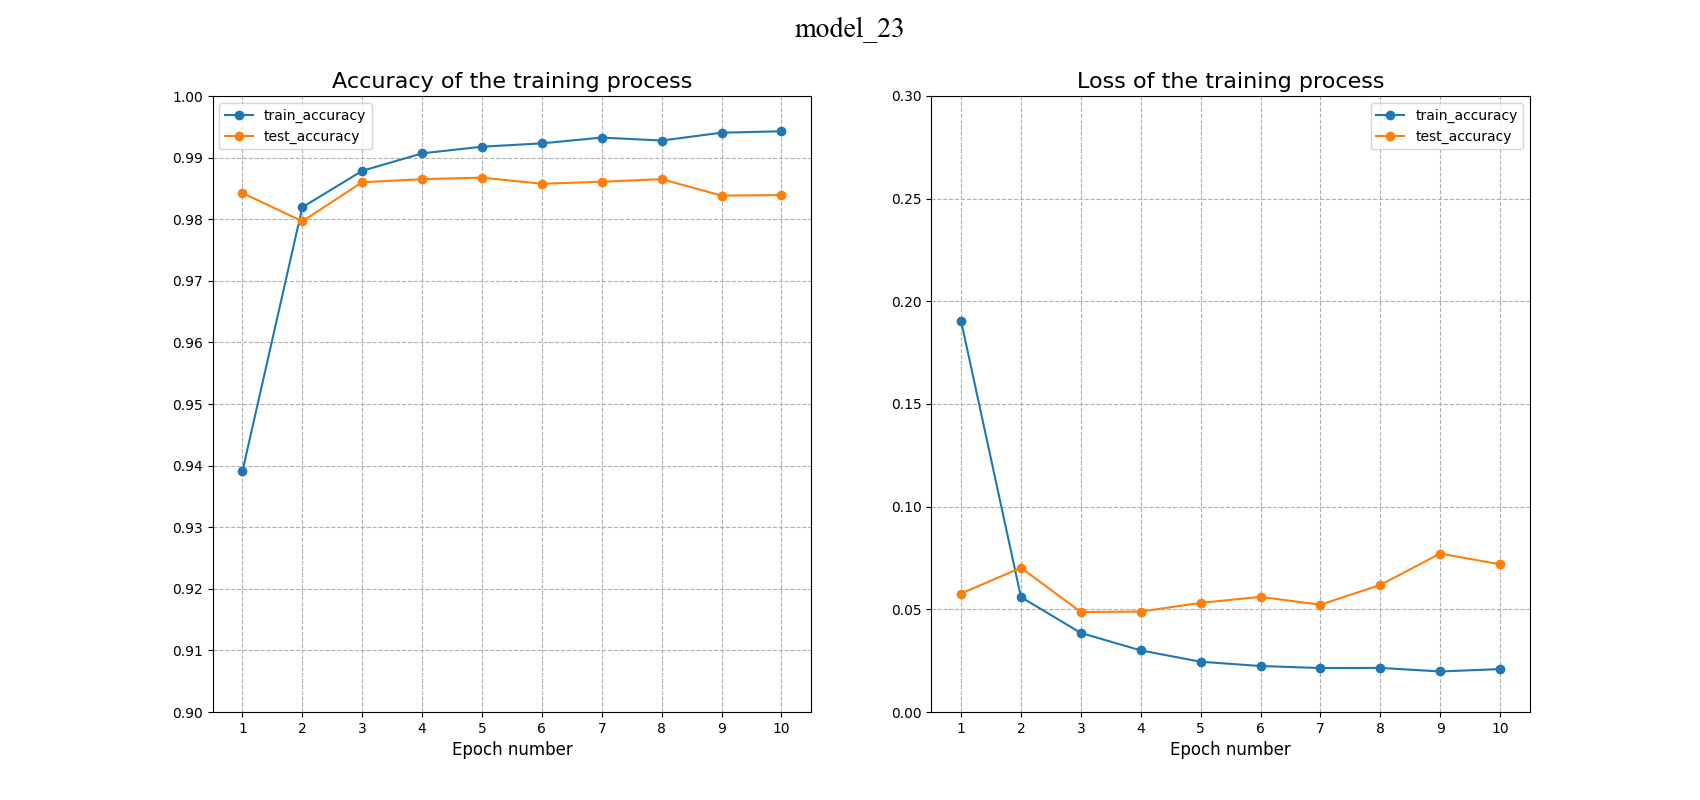 model_23
Accuracy of the training process
1.00
0.99
0.98
0.97
0.96
0.95
0.94
0.93
0.92
0.91
0.90
train_accuracy
test_accuracy
1 2 3 4 5 6 7 8 9 10
Epoch number
Loss of the training process
0.30
0.25
0.20
0.15
0.10
0.05
0.00
train_accuracy
test_accuracy
1 2 3 4 5 6 7 8 9 10
Epoch number